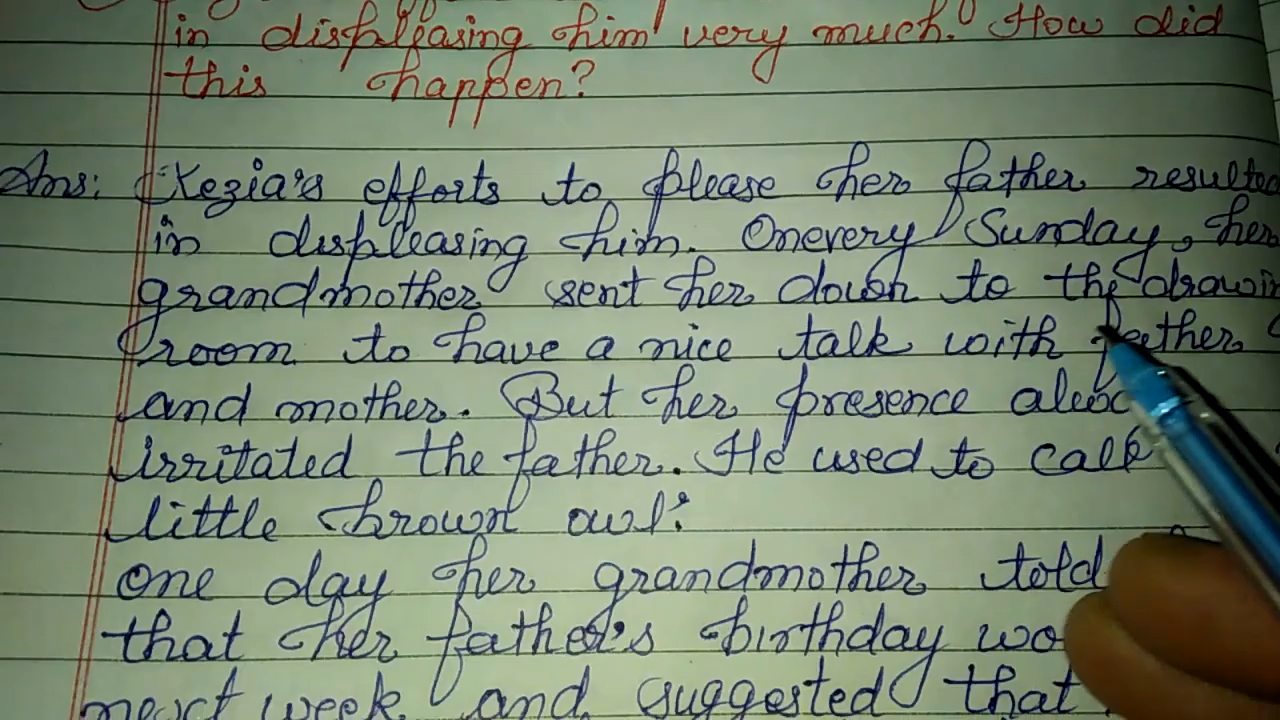 in displeasing him very much. How did
this happen?
Ans: Kezia's efforts to please her father resulted
in displeasing him. Onevery Sunday, her
grandmother sent her down to the drawin
room to have a nice talk with father
and mother. But her presence
irritated the father. He used to call
little brown owl:
One day her grandmother told
that her father's birthday wo
next week and suggested that